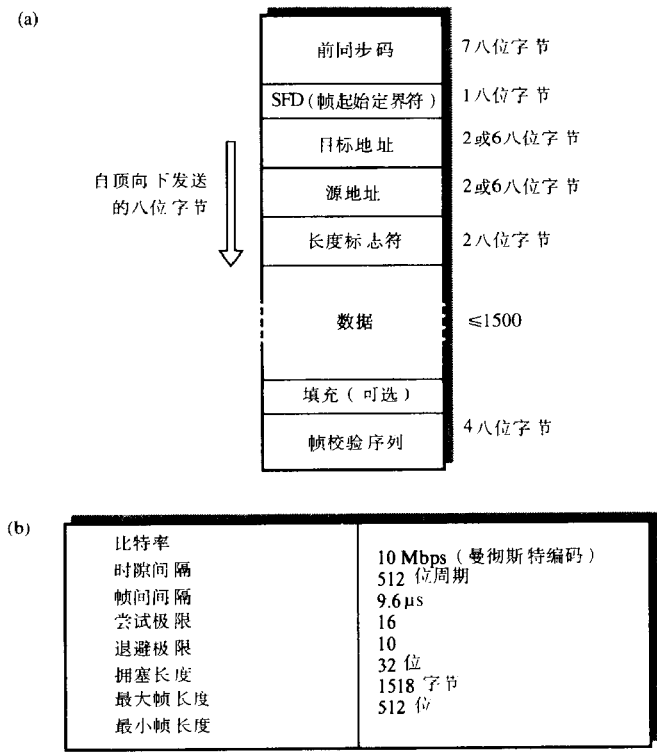 (a)
前同步码 7八位字节
SFD(帧起始定界符) 1八位字节
目标地址 2或6八位字节
源地址 2或6八位字节
长度标志符 2八位字节
数据 ≤1500
填充(可选)
帧校验序列 4八位字节
自顶向下发送
的八位字节
(b)
比特率 10 Mbps(曼彻斯特编码)
时隙间隔 512 位周期
帧间间隔 9.6μs
尝试极限 16
退避极限 10
拥塞长度 32 位
最大帧长度 1518 字节
最小帧长度 512 位